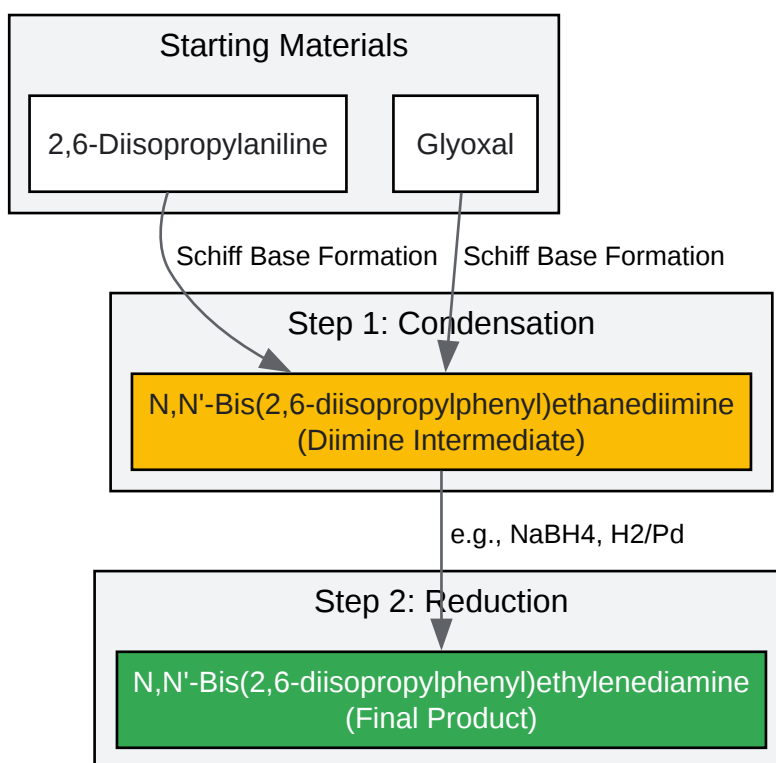 Starting Materials
2,6-Diisopropylaniline
Glyoxal
Schiff Base Formation
Schiff Base Formation
Step 1: Condensation
N,N'-Bis(2,6-diisopropylphenyl)ethanediimine
(Diimine Intermediate)
e.g., NaBH4, H2/Pd
Step 2: Reduction
N,N'-Bis(2,6-diisopropylphenyl)ethylenediamine
(Final Product)